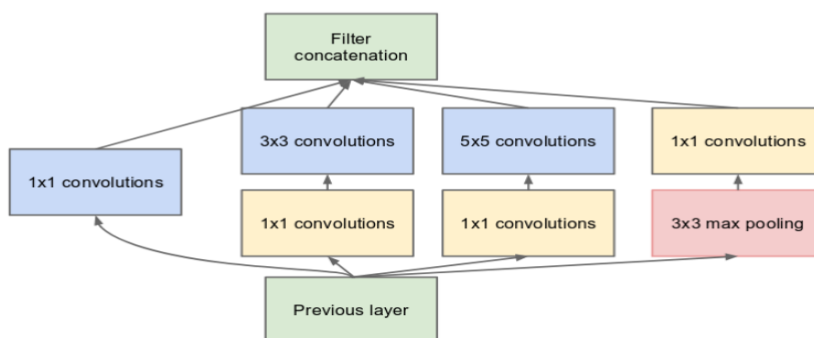 Filter
concatenation
3x3 convolutions
5x5 convolutions
1x1 convolutions
1x1 convolutions
1x1 convolutions
1x1 convolutions
3x3 max pooling
Previous layer